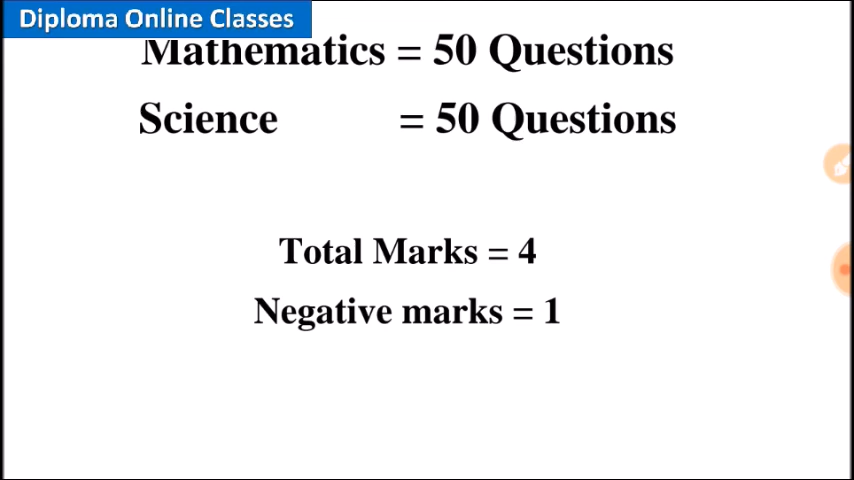 Diploma Online Classes
Mathematics = 50 Questions
Science = 50 Questions
Total Marks = 4
Negative marks = 1